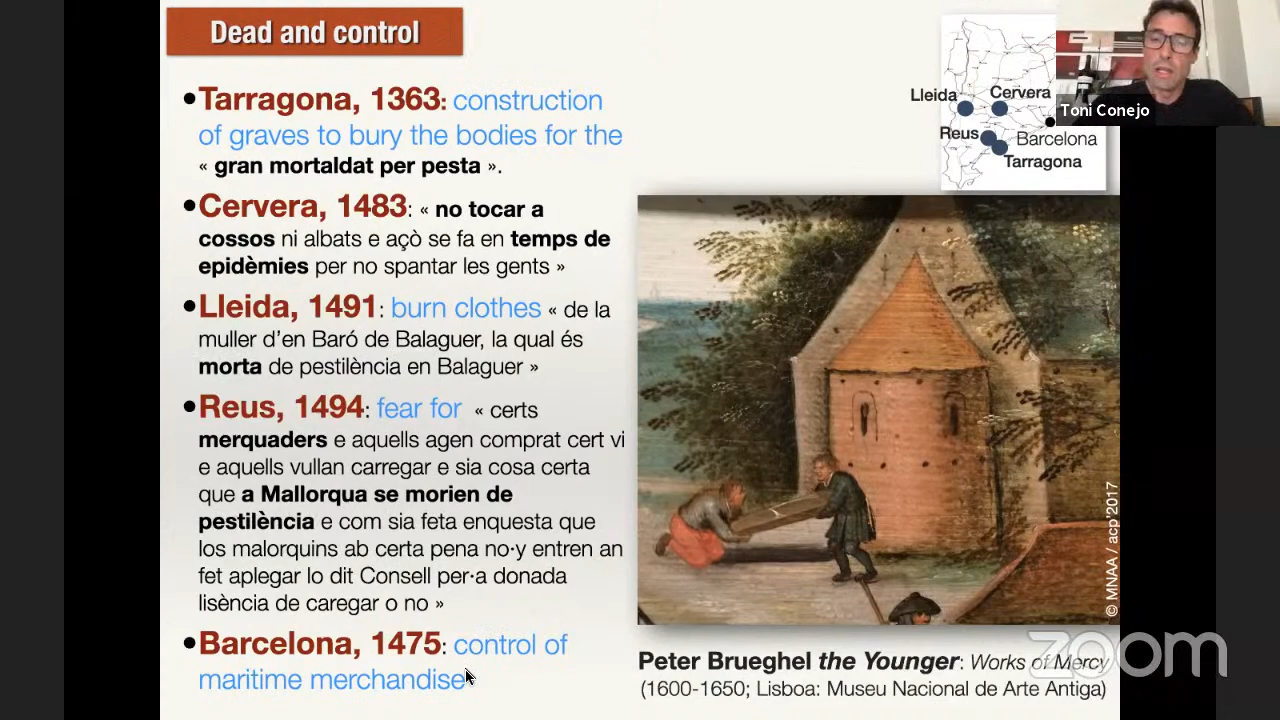 Dead and control
•Tarragona, 1363: construction
of graves to bury the bodies for the
« gran mortaldat per pesta ».
•Cervera, 1483: « no tocar a
cossos ni albats e açò se fa en temps de
epidèmies per no spantar les gents »
•Lleida, 1491: burn clothes « de la
muller d’en Baró de Balaguer, la qual és
morta de pestilència en Balaguer »
•Reus, 1494: fear for « certs
merquaders e aquells agen comprat cert vi
e aquells vullan carregar e sia cosa certa
que a Mallorqua se morien de
pestilència e com sia feta enquesta que
los malorquins ab certa pena no·y entren an
fet aplegar lo dit Consell per·a donada
lisència de caregar o no »
•Barcelona, 1475: control of
maritime merchandise
Lleida
Cervera
Reus
Barcelona
Tarragona
Toni Conejo
© MNAA / acp'2017
Peter Brueghel the Younger: Works of Mercy
(1600-1650; Lisboa: Museu Nacional de Arte Antiga)
zoom